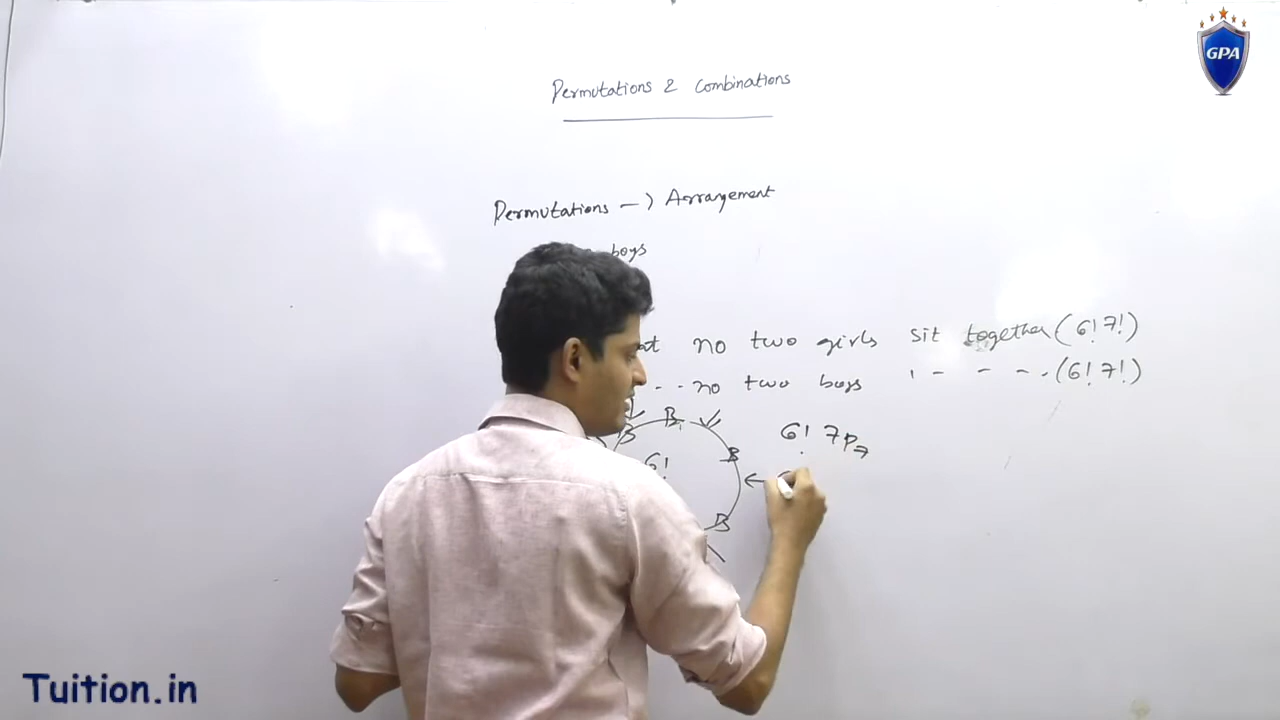 GPA
Permutations & Combinations
Permutations → Arrangement
boys
no two girls sit together (6! 7!)
no two boys " - - - . (6! 7!)
B B₁ B
6! 7P₇
6!
B
Tuition.in